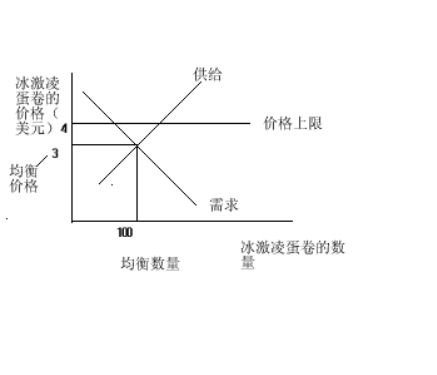 供给
冰激凌
蛋卷的
价格（
美元）4
价格上限
3
均衡
价格
需求
100
冰激凌蛋卷的数
量
均衡数量